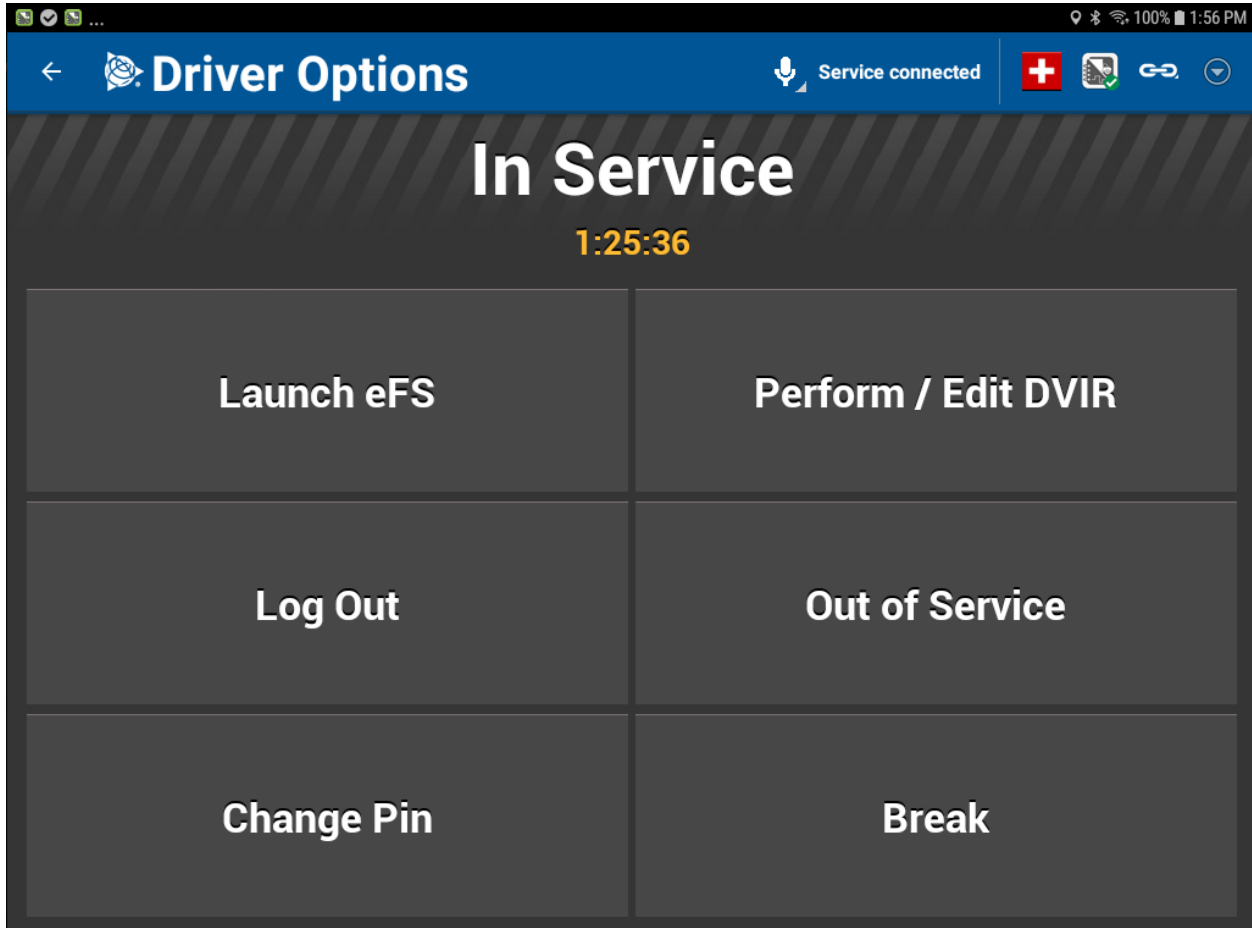 ... 100% 1:56 PM
Driver Options Service connected
In Service
1:25:36
Launch eFS Perform / Edit DVIR
Log Out Out of Service
Change Pin Break